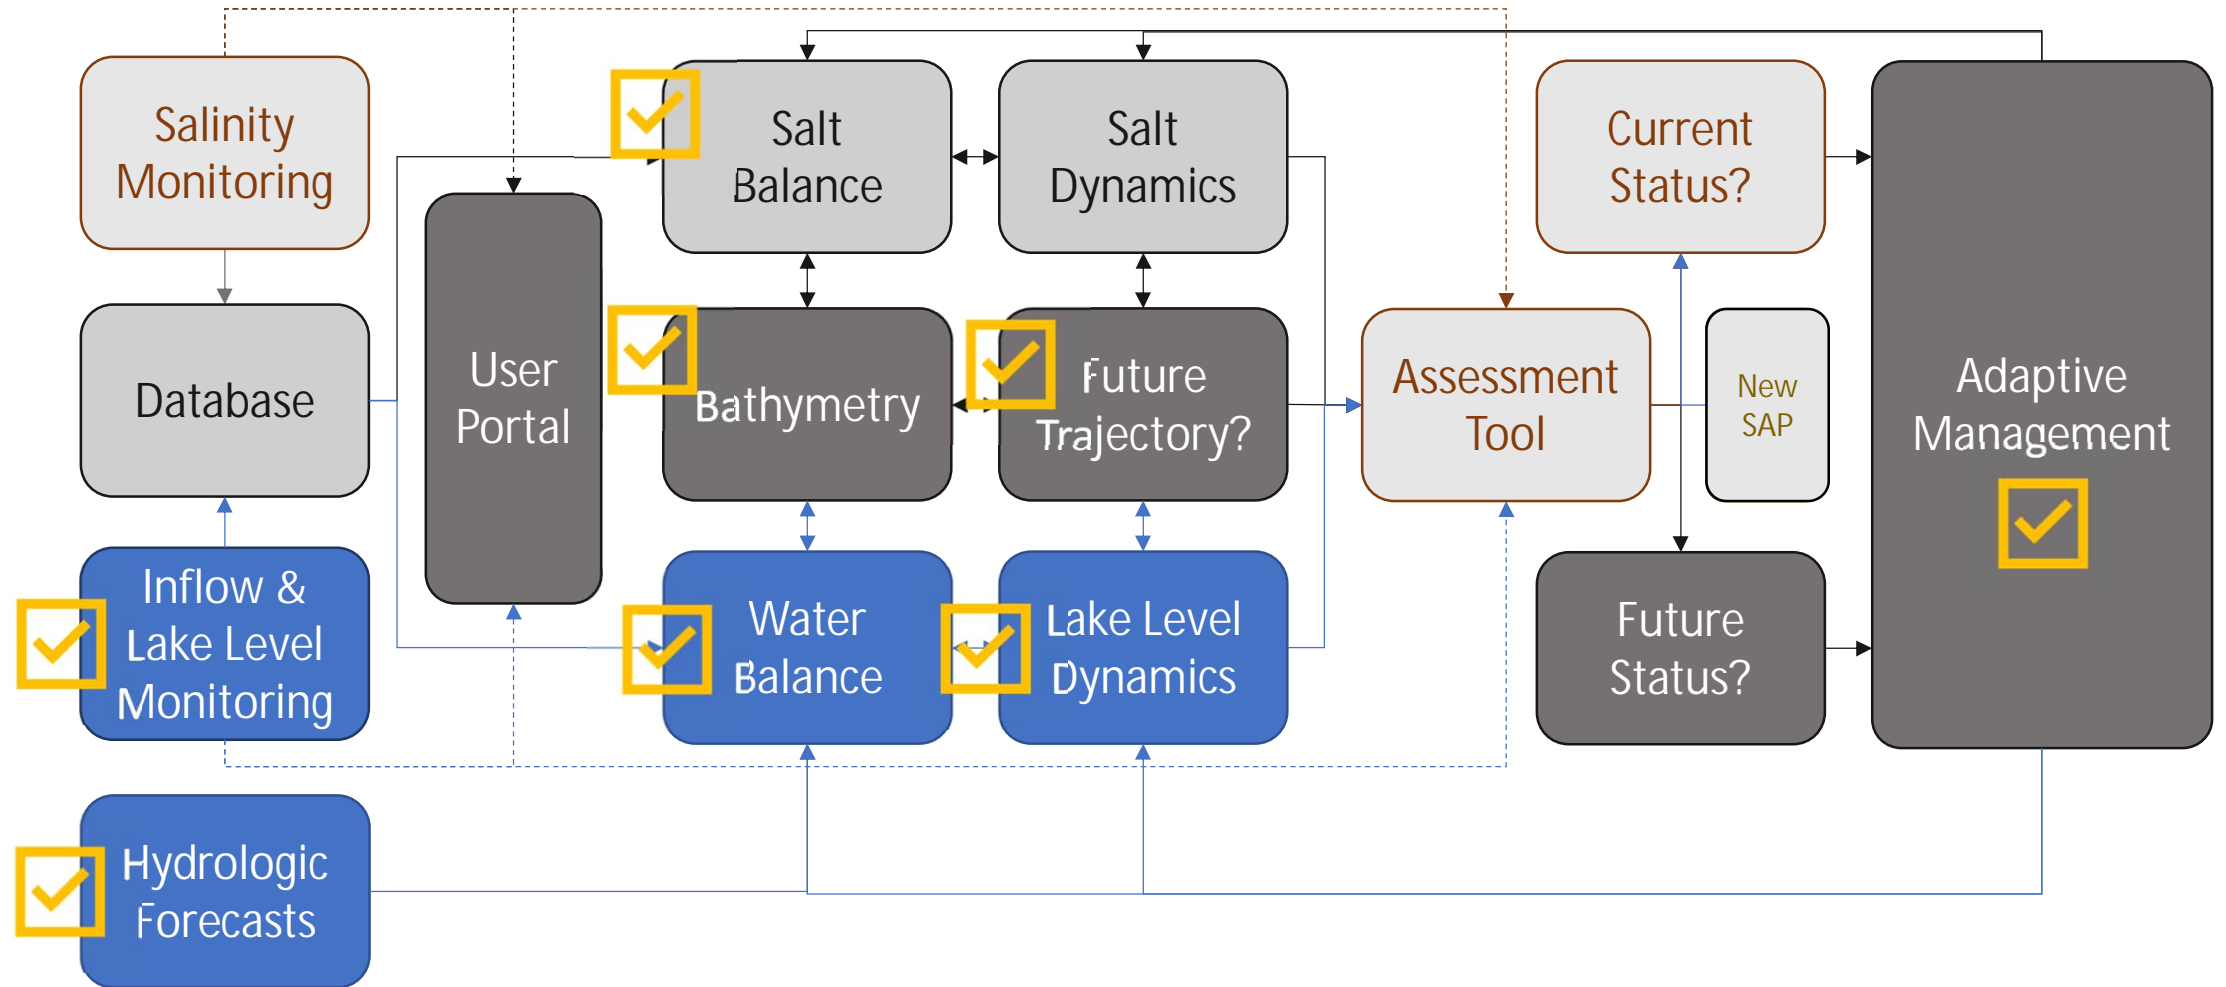 Salinity
Monitoring
Database
Inflow &
Lake Level
Monitoring
Hydrologic
Forecasts
User
Portal
Salt
Balance
Salt
Dynamics
Bathymetry
Future
Trajectory?
Water
Balance
Lake Level
Dynamics
Assessment
Tool
Current
Status?
New
SAP
Future
Status?
Adaptive
Management